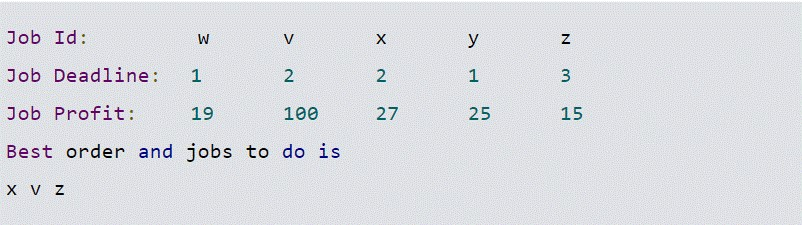 Job Id: w v x y z
Job Deadline: 1 2 2 1 3
Job Profit: 19 100 27 25 15
Best order and jobs to do is
x v z